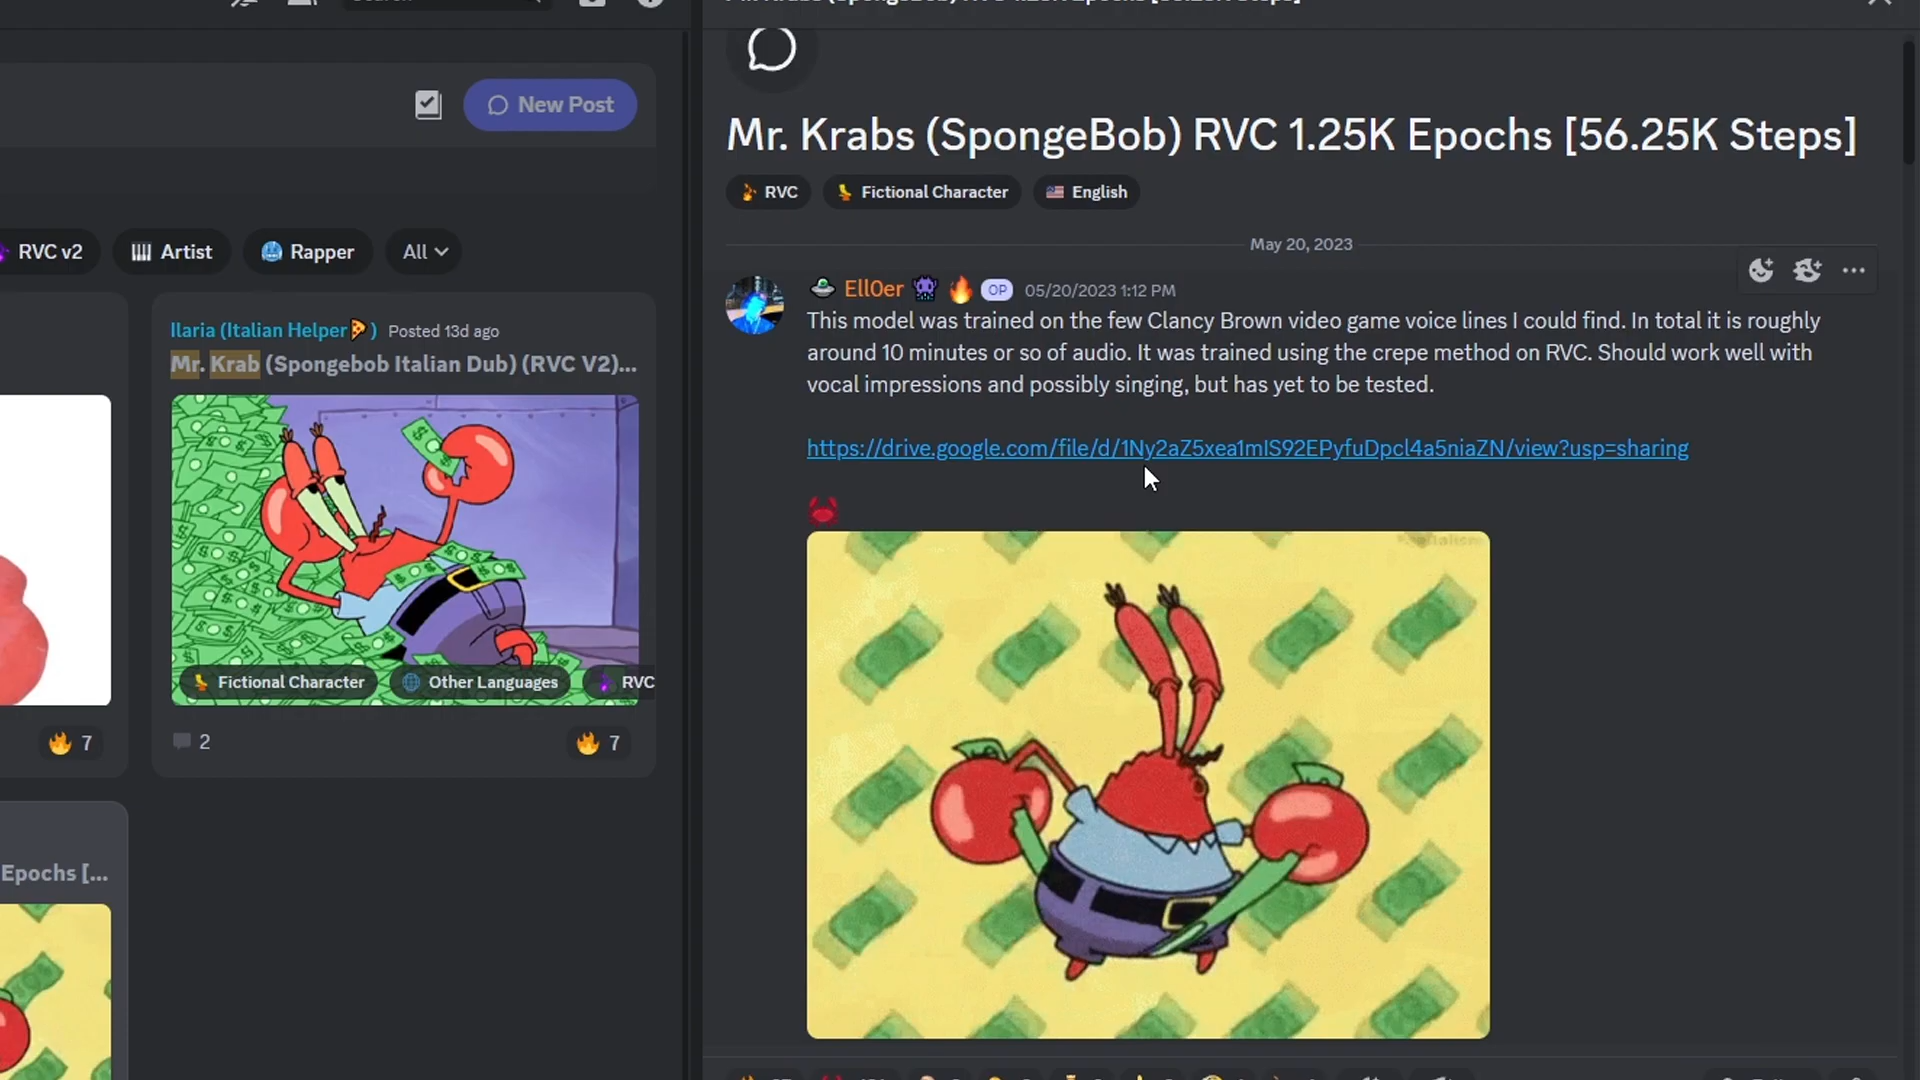 New Post
RVC v2
Artist
Rapper
All
Ilaria (Italian Helper🍕) Posted 13d ago
Mr. Krab (Spongebob Italian Dub) (RVC V2)...
Fictional Character
Other Languages
RVC
7
2
7
Epochs [...
Mr. Krabs (SpongeBob) RVC 1.25K Epochs [56.25K Steps]
RVC
Fictional Character
English
May 20, 2023
Ell0er OP 05/20/2023 1:12 PM
This model was trained on the few Clancy Brown video game voice lines I could find. In total it is roughly
around 10 minutes or so of audio. It was trained using the crepe method on RVC. Should work well with
vocal impressions and possibly singing, but has yet to be tested.
https://drive.google.com/file/d/1Ny2aZ5xea1mIS92EPyfuDpcl4a5niaZN/view?usp=sharing